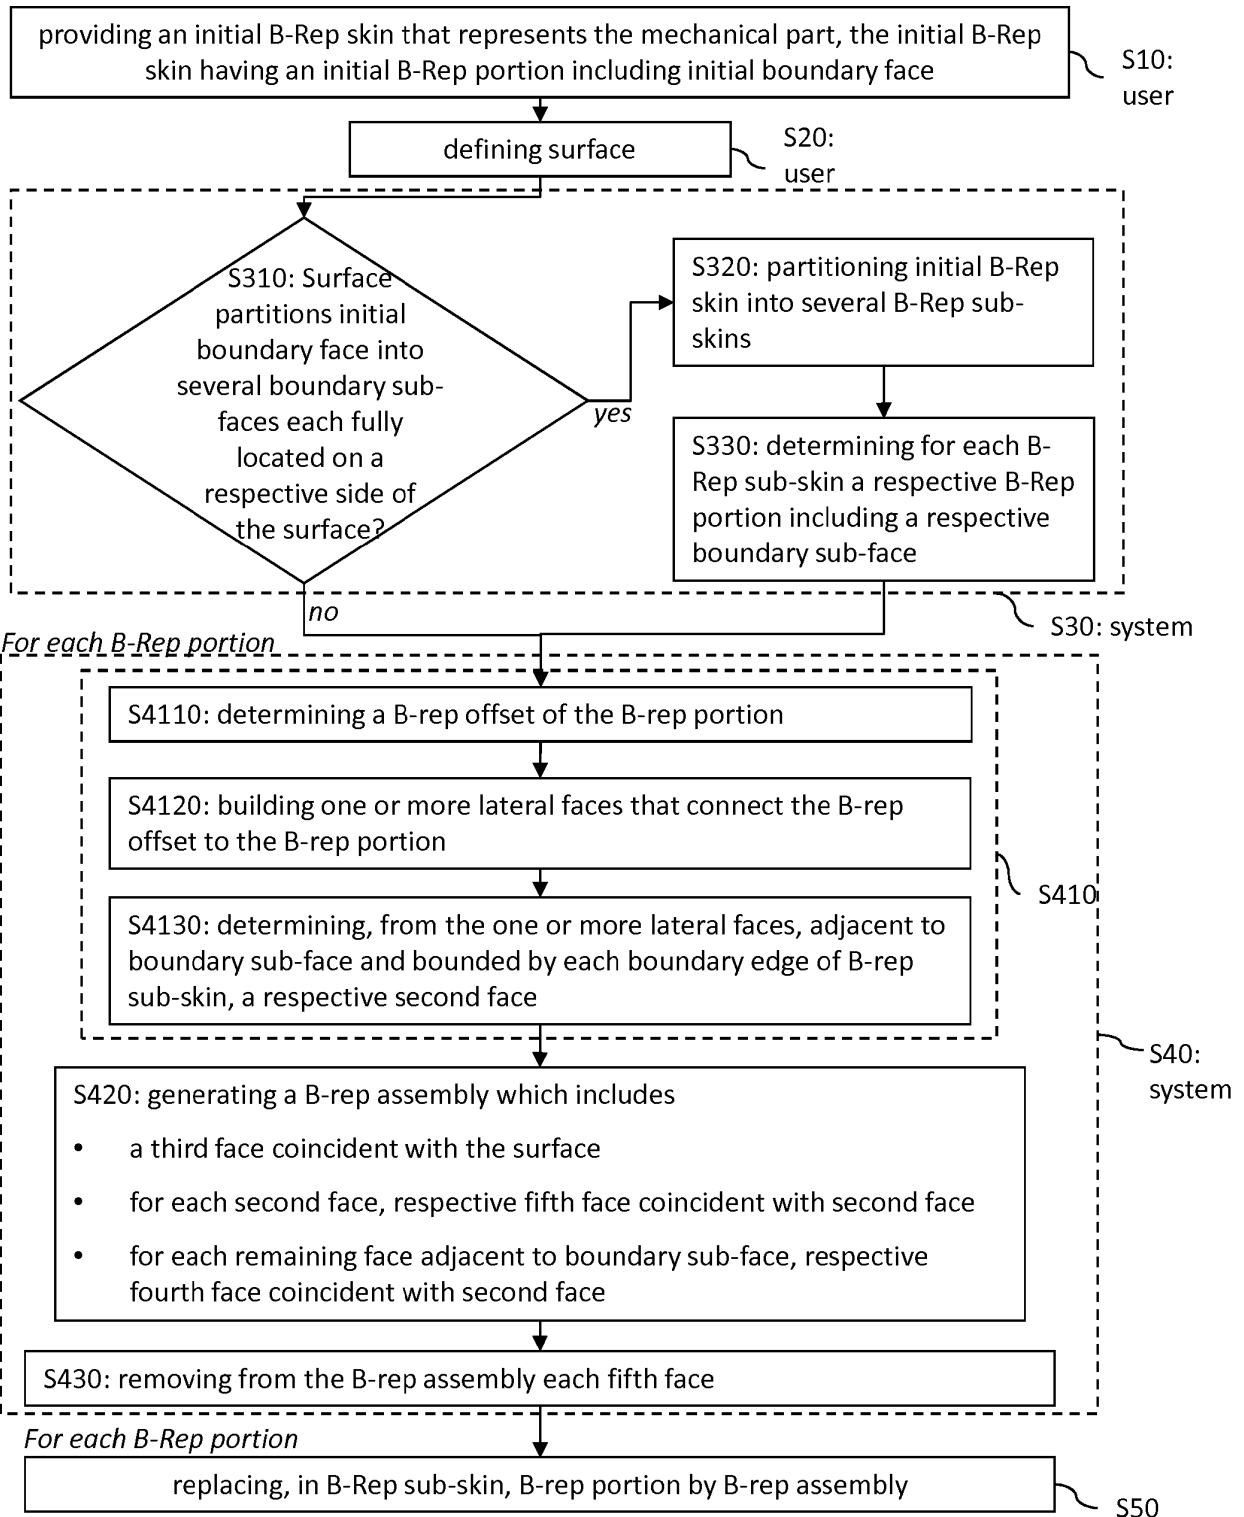 providing an initial B-Rep skin that represents the mechanical part, the initial B-Rep
skin having an initial B-Rep portion including initial boundary face
S10:
user
defining surface
S20:
user
S310: Surface
partitions initial
boundary face into
several boundary sub-
faces each fully
located on a
respective side of
the surface?
yes
no
S320: partitioning initial B-Rep
skin into several B-Rep sub-
skins
S330: determining for each B-
Rep sub-skin a respective B-Rep
portion including a respective
boundary sub-face
S30: system
For each B-Rep portion
S4110: determining a B-rep offset of the B-rep portion
S4120: building one or more lateral faces that connect the B-rep
offset to the B-rep portion
S4130: determining, from the one or more lateral faces, adjacent to
boundary sub-face and bounded by each boundary edge of B-rep
sub-skin, a respective second face
S410
S420: generating a B-rep assembly which includes
• a third face coincident with the surface
• for each second face, respective fifth face coincident with second face
• for each remaining face adjacent to boundary sub-face, respective
fourth face coincident with second face
S40:
system
S430: removing from the B-rep assembly each fifth face
For each B-Rep portion
replacing, in B-Rep sub-skin, B-rep portion by B-rep assembly
S50